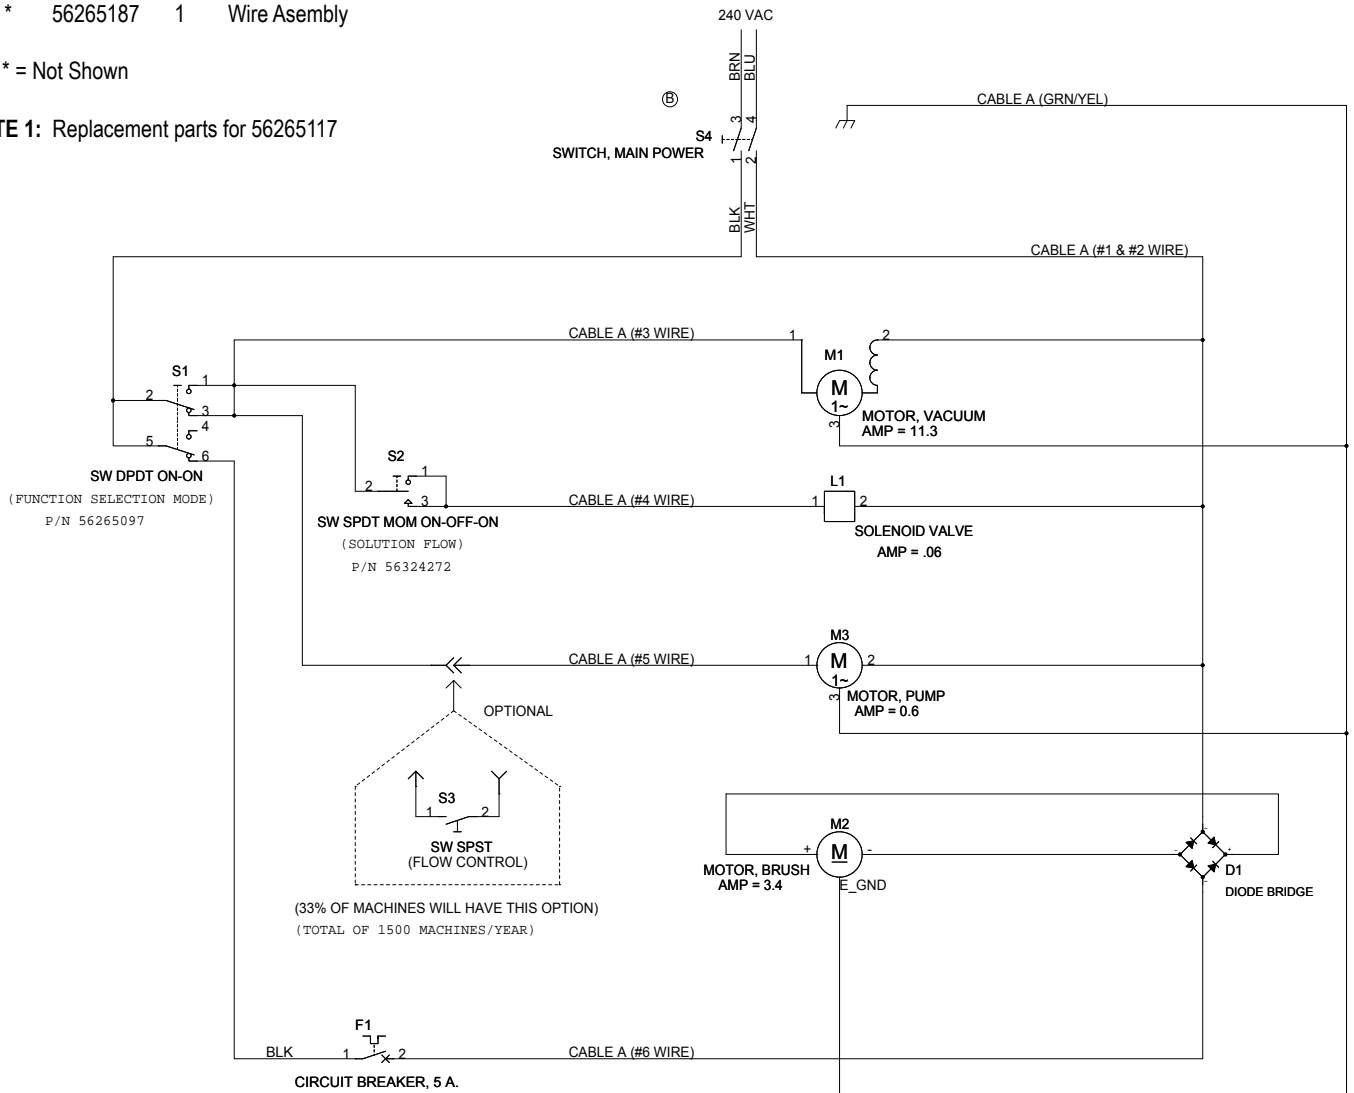 * 56265187 1 Wire Asembly
* = Not Shown
TE 1: Replacement parts for 56265117
240 VAC
BRN
BLU
B
3
4
S4
SWITCH, MAIN POWER
1
2
BLK
WHT
CABLE A (GRN/YEL)
CABLE A (#1 & #2 WIRE)
CABLE A (#3 WIRE)
1
2
M1
M
1~
3
MOTOR, VACUUM
AMP = 11.3
S1
1
2
3
4
5
6
SW DPDT ON-ON
(FUNCTION SELECTION MODE)
P/N 56265097
S2
1
2
3
SW SPDT MOM ON-OFF-ON
(SOLUTION FLOW)
P/N 56324272
CABLE A (#4 WIRE)
L1
1
2
SOLENOID VALVE
AMP = .06
CABLE A (#5 WIRE)
M3
1
M
2
1~
3
MOTOR, PUMP
AMP = 0.6
OPTIONAL
S3
1
2
SW SPST
(FLOW CONTROL)
(33% OF MACHINES WILL HAVE THIS OPTION)
(TOTAL OF 1500 MACHINES/YEAR)
M2
+
M
-
MOTOR, BRUSH
AMP = 3.4
E_GND
-
+
D1
DIODE BRIDGE
F1
BLK
1
2
CABLE A (#6 WIRE)
CIRCUIT BREAKER, 5 A.